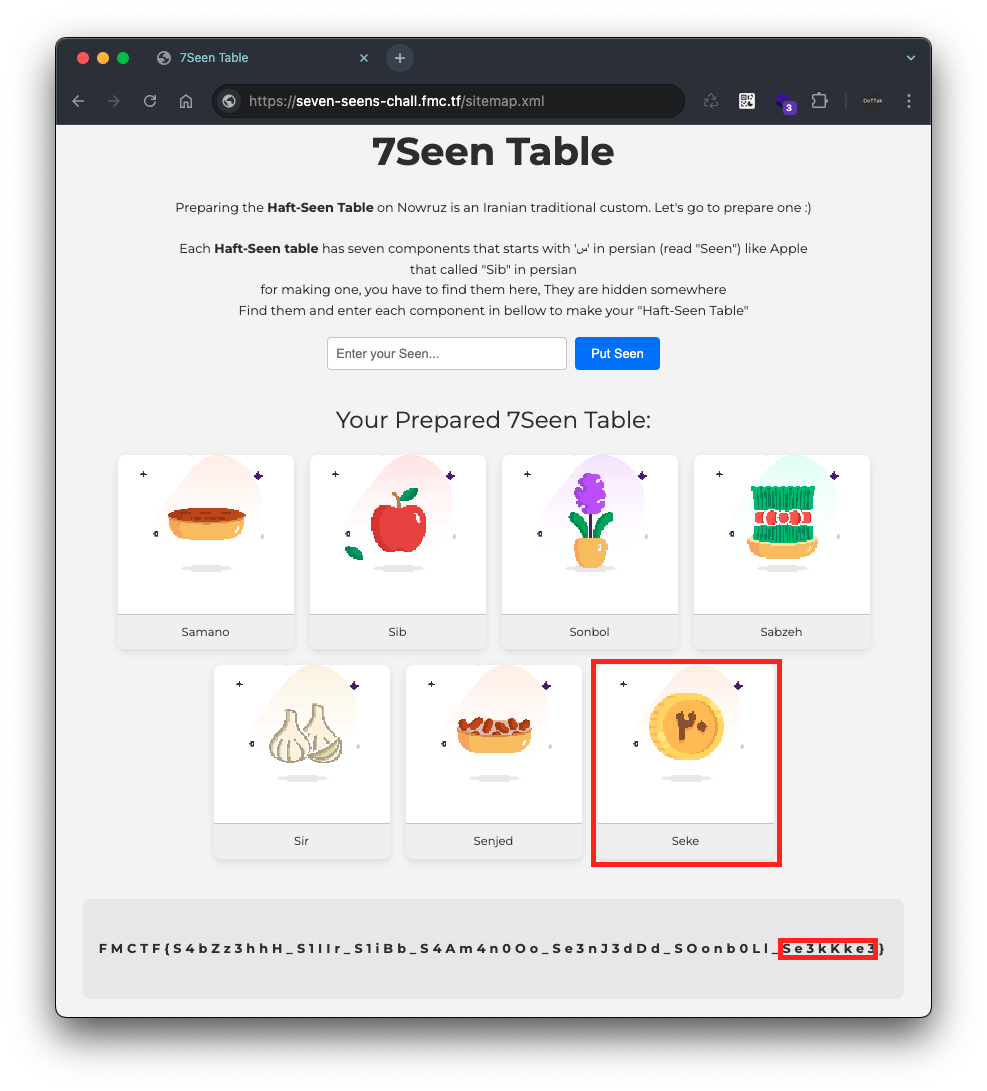 7Seen Table
https://seven-seens-chall.fmc.tf/sitemap.xml
3
DoTTak
7Seen Table
Preparing the Haft-Seen Table on Nowruz is an Iranian traditional custom. Let's go to prepare one :)
Each Haft-Seen table has seven components that starts with 'س' in persian (read "Seen") like Apple
that called "Sib" in persian
for making one, you have to find them here, They are hidden somewhere
Find them and enter each component in bellow to make your "Haft-Seen Table"
Enter your Seen...
Put Seen
Your Prepared 7Seen Table:
Samano
Sib
Sonbol
Sabzeh
۲۰
Sir
Senjed
Seke
FMCTF{S4bZz3hhH_S1IIr_S1iBb_S4Am4n0Oo_Se3nJ3dDd_SOonb0Ll_Se3kKke3}